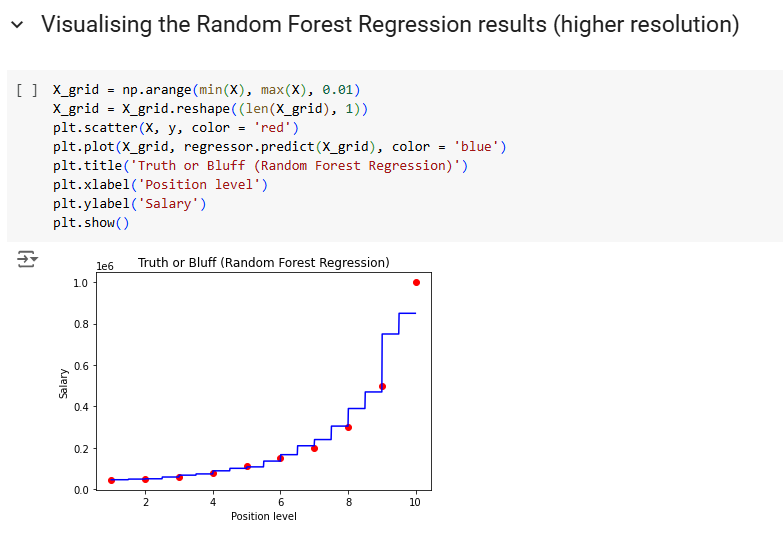 Visualising the Random Forest Regression results (higher resolution)
[ ] X_grid = np.arange(min(X), max(X), 0.01)
X_grid = X_grid.reshape((len(X_grid), 1))
plt.scatter(X, y, color = 'red')
plt.plot(X_grid, regressor.predict(X_grid), color = 'blue')
plt.title('Truth or Bluff (Random Forest Regression)')
plt.xlabel('Position level')
plt.ylabel('Salary')
plt.show()
1e6
Truth or Bluff (Random Forest Regression)
1.0
0.8
0.6
0.4
0.2
0.0
Salary
2 4 6 8 10
Position level